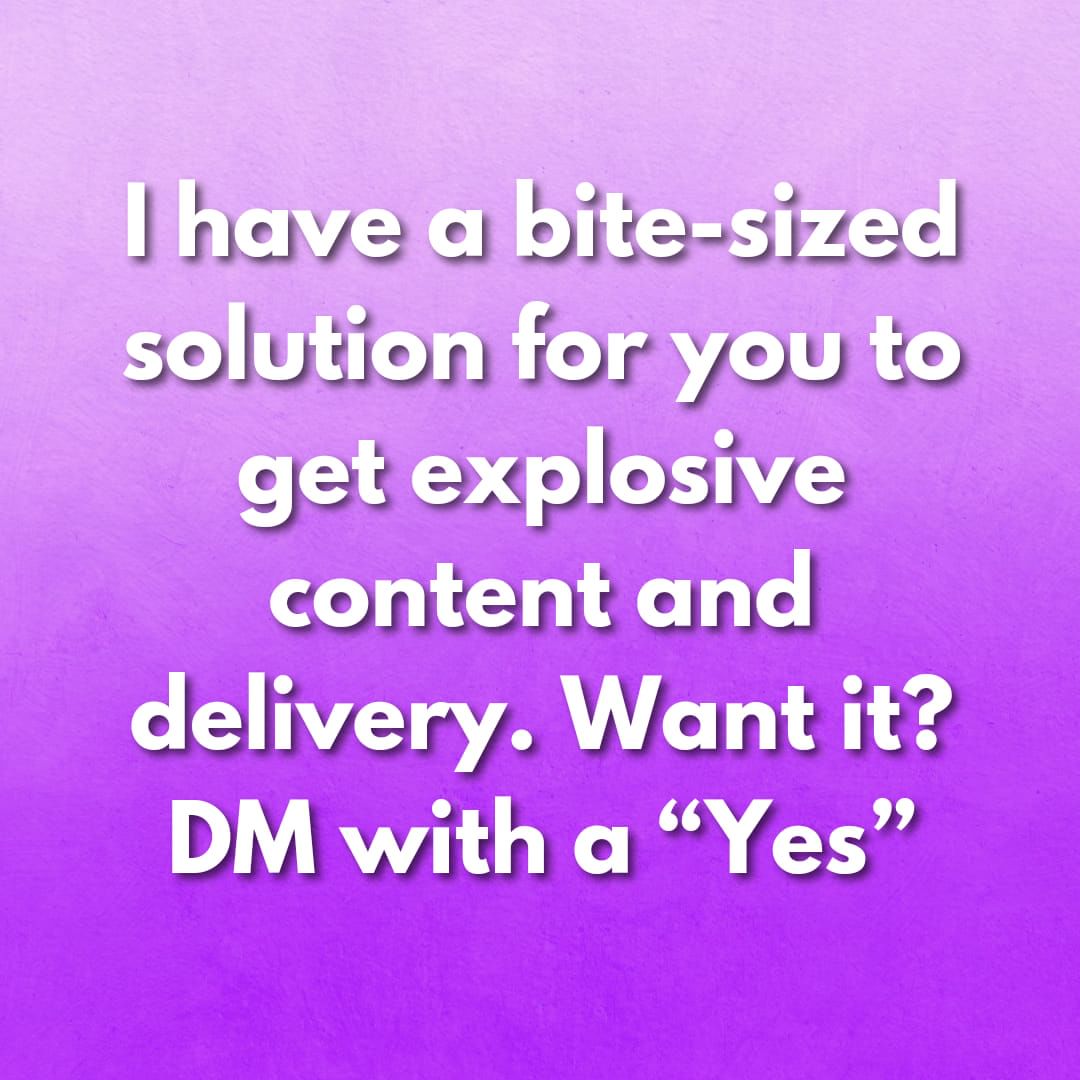 I have a bite-sized
solution for you to
get explosive
content and
delivery. Want it?
DM with a “Yes”